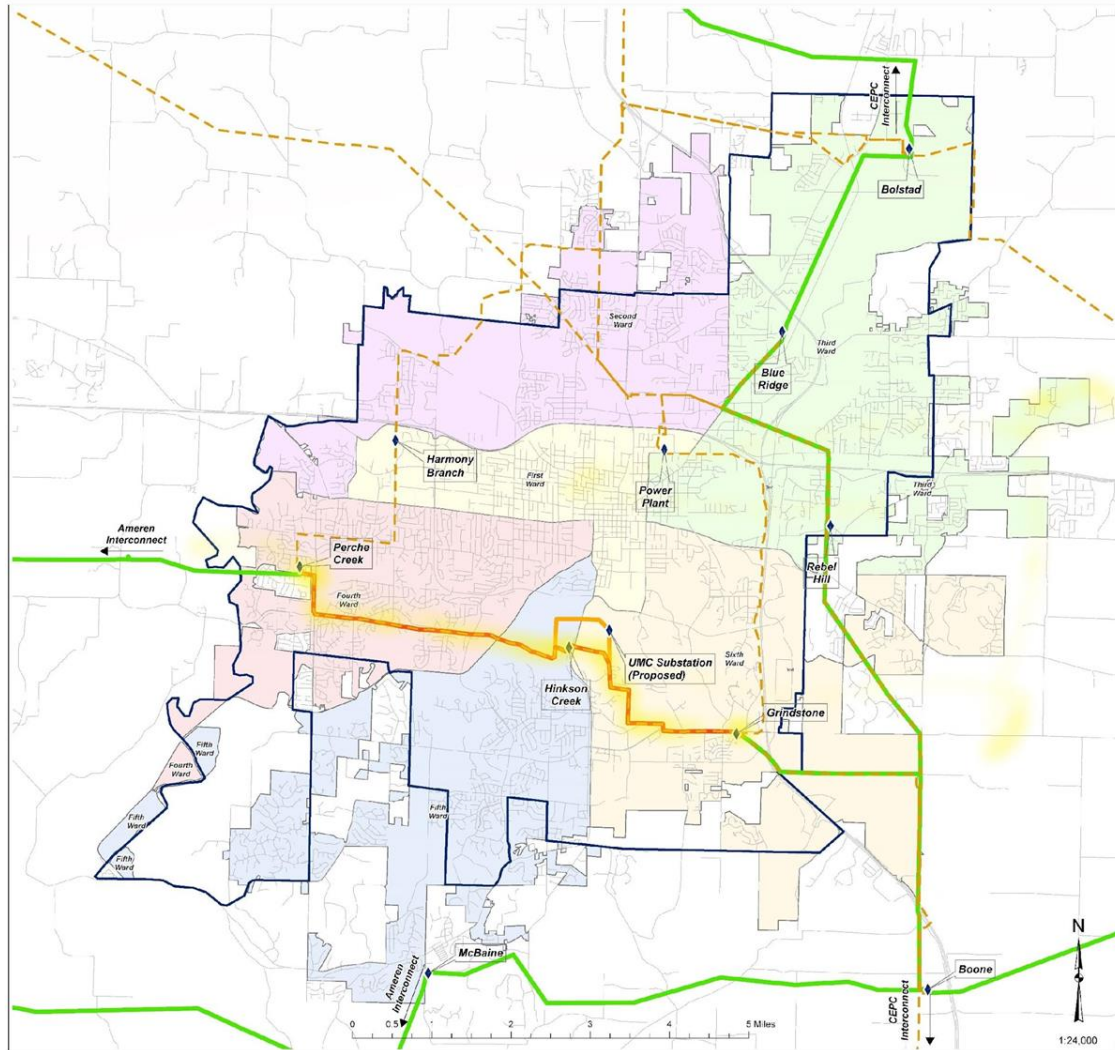 CEPC
Interconnect
Bolstad
Second
Ward
Third
Ward
Blue
Ridge
Harmony
Branch
First
Ward
Power
Plant
Third
Ward
Ameren
Interconnect
Perche
Creek
Rebel
Hill
Fourth
Ward
UMC Substation
(Proposed)
Sixth
Ward
Hinkson
Creek
Grindstone
Fifth
Ward
Fourth
Ward
Fifth
Ward
Fifth
Ward
Fifth
Ward
N
McBaine
Ameren
Interconnect
Boone
CEPC
Interconnect
0 0.5 1 2 3 4 5 Miles
1:24,000